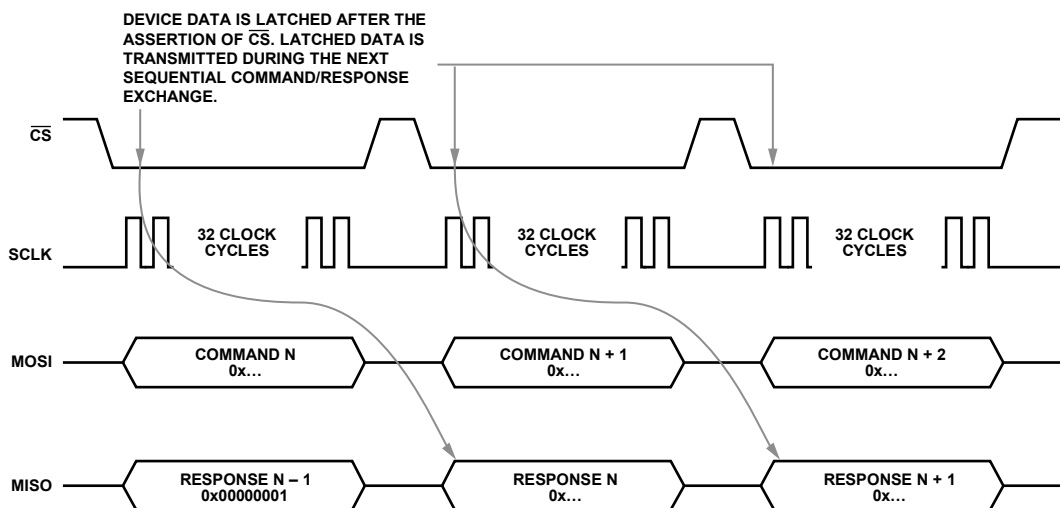 DEVICE DATA IS LATCHED AFTER THE
ASSERTION OF C̅S̅. LATCHED DATA IS
TRANSMITTED DURING THE NEXT
SEQUENTIAL COMMAND/RESPONSE
EXCHANGE.
C̅S̅
SCLK
32 CLOCK
CYCLES
32 CLOCK
CYCLES
32 CLOCK
CYCLES
MOSI
COMMAND N
0x…
COMMAND N + 1
0x…
COMMAND N + 2
0x…
MISO
RESPONSE N – 1
0x00000001
RESPONSE N
0x…
RESPONSE N + 1
0x…